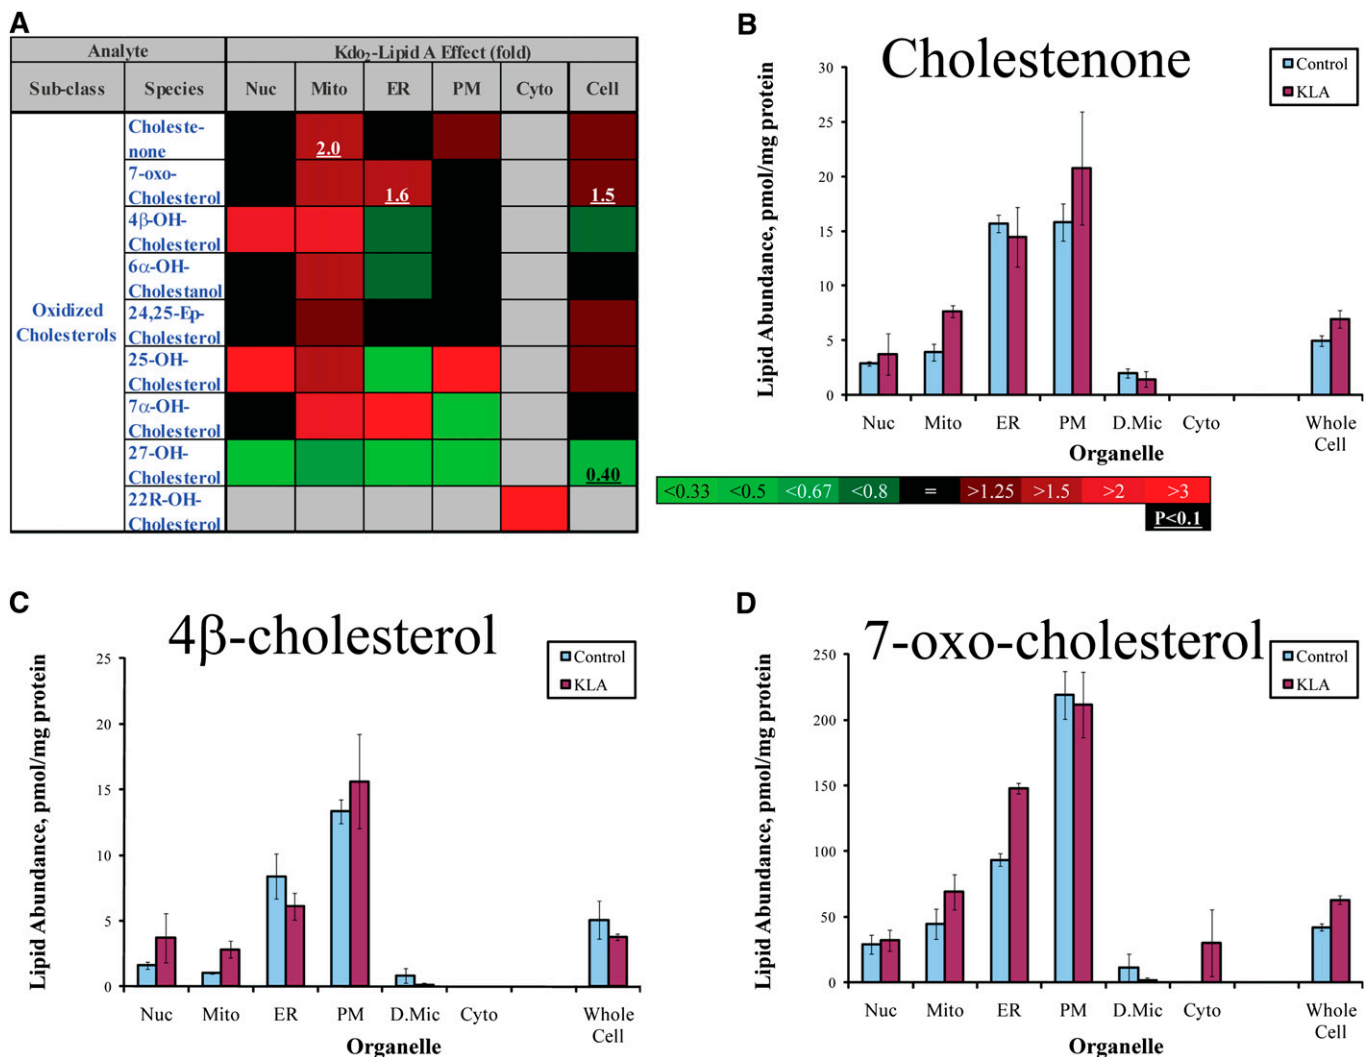 A
Analyte
Kdo2-Lipid A Effect (fold)
Sub-class
Species
Nuc
Mito
ER
PM
Cyto
Cell
Oxidized
Cholesterols
Choleste-
none
2.0
7-oxo-
Cholesterol
1.6
1.5
4β-OH-
Cholesterol
6α-OH-
Cholestanol
24,25-Ep-
Cholesterol
25-OH-
Cholesterol
7α-OH-
Cholesterol
27-OH-
Cholesterol
0.40
22R-OH-
Cholesterol
B
Cholestenone
Control
KLA
Lipid Abundance, pmol/mg protein
30
25
20
15
10
5
0
Nuc
Mito
ER
PM
D.Mic
Cyto
Whole
Cell
Organelle
<0.33
<0.5
<0.67
<0.8
=
>1.25
>1.5
>2
>3
P<0.1
C
4β-cholesterol
Control
KLA
Lipid Abundance, pmol/mg protein
25
20
15
10
5
0
Nuc
Mito
ER
PM
D.Mic
Cyto
Whole
Cell
Organelle
D
7-oxo-cholesterol
Control
KLA
Lipid Abundance, pmol/mg protein
250
200
150
100
50
0
Nuc
Mito
ER
PM
D.Mic
Cyto
Whole
Cell
Organelle